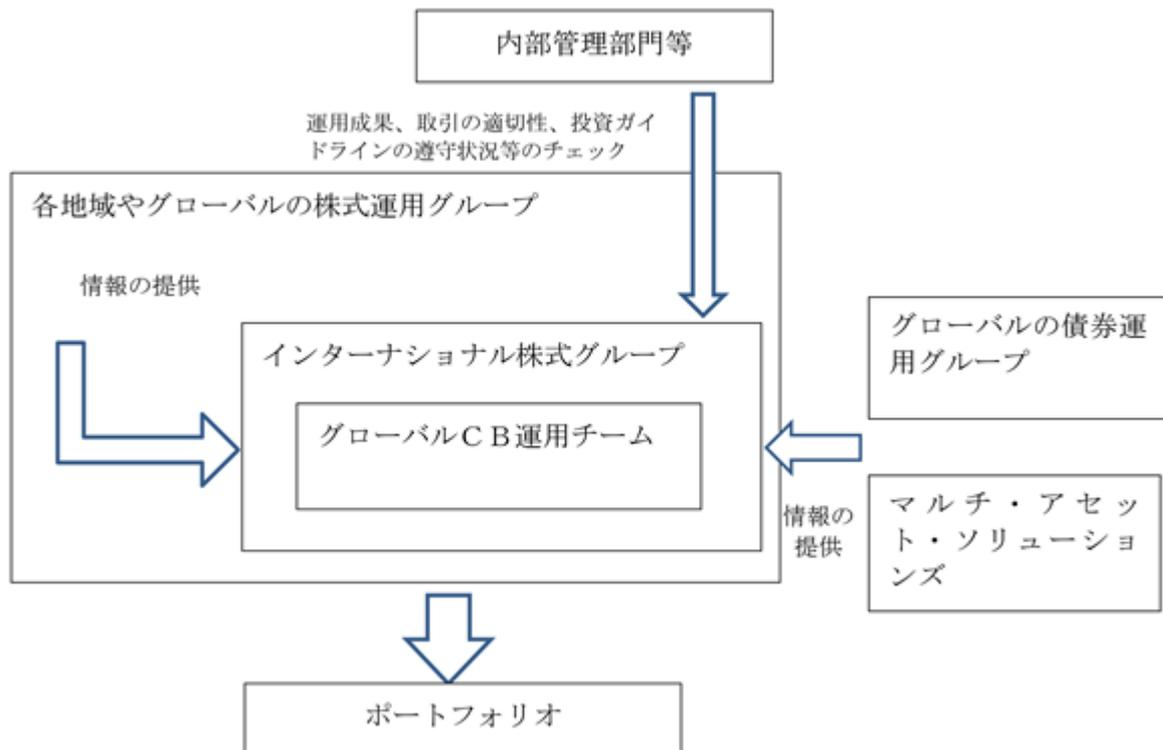 内部管理部門等
運用成果、取引の適切性、投資ガイ
ドラインの遵守状況等のチェック
各地域やグローバルの株式運用グループ
情報の提供
インターナショナル株式グループ
グローバルＣＢ運用チーム
グローバルの債券運
用グループ
情報の
提供
マルチ・アセッ
ト・ソリューショ
ンズ
ポートフォリオ